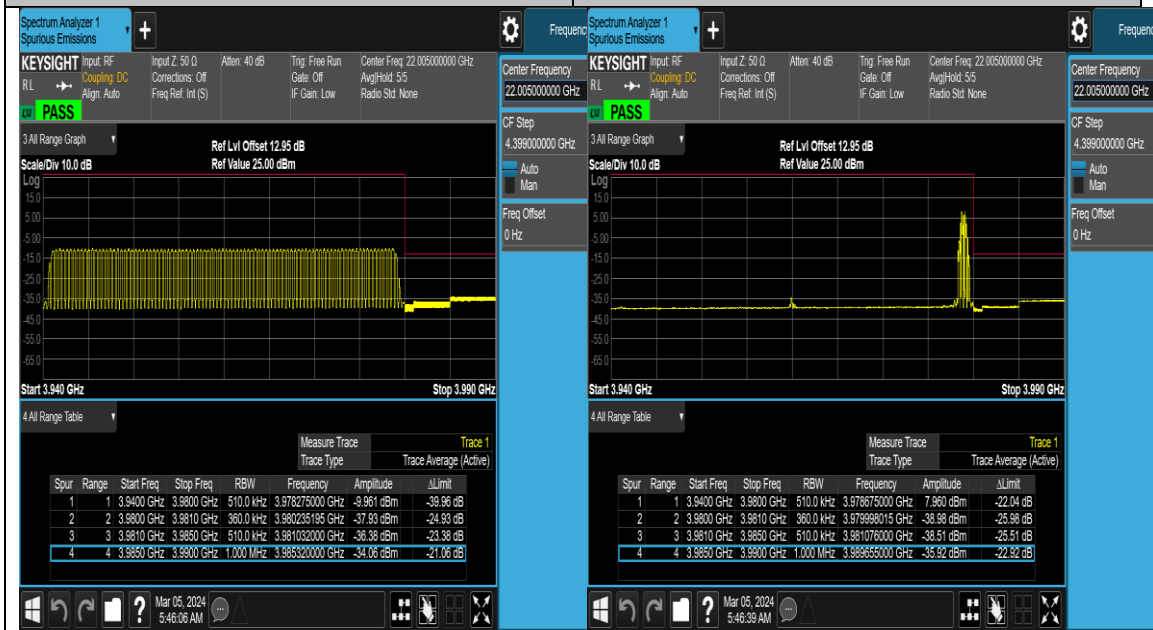 Spectrum Analyzer 1
Spurious Emissions
+
Frequenc
KEYSIGHT
Input: RF
Coupling: DC
Align: Auto
Input Z: 50 Ω
Corrections: Off
Freq Ref: Int (S)
Atten: 40 dB
Trig: Free Run
Gate: Off
IF Gain: Low
Center Freq: 22.005000000 GHz
Avg|Hold: 5/5
Radio Std: None
RL
PASS
Center Frequency
22.005000000 GHz
CF Step
4.399000000 GHz
Auto
Man
Freq Offset
0 Hz
3 All Range Graph
Ref Lvl Offset 12.95 dB
Scale/Div 10.0 dB
Ref Value 25.00 dBm
Log
15.0
5.00
-5.00
-15.0
-25.0
-35.0
-45.0
-55.0
-65.0
Start 3.940 GHz
Stop 3.990 GHz
4 All Range Table
Measure Trace Trace 1
Trace Type Trace Average (Active)
Spur Range Start Freq Stop Freq RBW Frequency Amplitude ΔLimit
1 1 3.9400 GHz 3.9800 GHz 510.0 kHz 3.978275000 GHz -9.961 dBm -39.96 dB
2 2 3.9800 GHz 3.9810 GHz 360.0 kHz 3.980235195 GHz -37.93 dBm -24.93 dB
3 3 3.9810 GHz 3.9850 GHz 510.0 kHz 3.981032000 GHz -36.38 dBm -23.38 dB
4 4 3.9850 GHz 3.9900 GHz 1.000 MHz 3.985320000 GHz -34.06 dBm -21.06 dB
?
Mar 05, 2024
5:46:06 AM
Spectrum Analyzer 1
Spurious Emissions
+
Frequenc
KEYSIGHT
Input: RF
Coupling: DC
Align: Auto
Input Z: 50 Ω
Corrections: Off
Freq Ref: Int (S)
Atten: 40 dB
Trig: Free Run
Gate: Off
IF Gain: Low
Center Freq: 22.005000000 GHz
Avg|Hold: 5/5
Radio Std: None
RL
PASS
Center Frequency
22.005000000 GHz
CF Step
4.399000000 GHz
Auto
Man
Freq Offset
0 Hz
3 All Range Graph
Ref Lvl Offset 12.95 dB
Scale/Div 10.0 dB
Ref Value 25.00 dBm
Log
15.0
5.00
-5.00
-15.0
-25.0
-35.0
-45.0
-55.0
-65.0
Start 3.940 GHz
Stop 3.990 GHz
4 All Range Table
Measure Trace Trace 1
Trace Type Trace Average (Active)
Spur Range Start Freq Stop Freq RBW Frequency Amplitude ΔLimit
1 1 3.9400 GHz 3.9800 GHz 510.0 kHz 3.978675000 GHz 7.960 dBm -22.04 dB
2 2 3.9800 GHz 3.9810 GHz 360.0 kHz 3.979998015 GHz -38.98 dBm -25.98 dB
3 3 3.9810 GHz 3.9850 GHz 510.0 kHz 3.981076000 GHz -38.51 dBm -25.51 dB
4 4 3.9850 GHz 3.9900 GHz 1.000 MHz 3.989655000 GHz -35.92 dBm -22.92 dB
?
Mar 05, 2024
5:46:39 AM